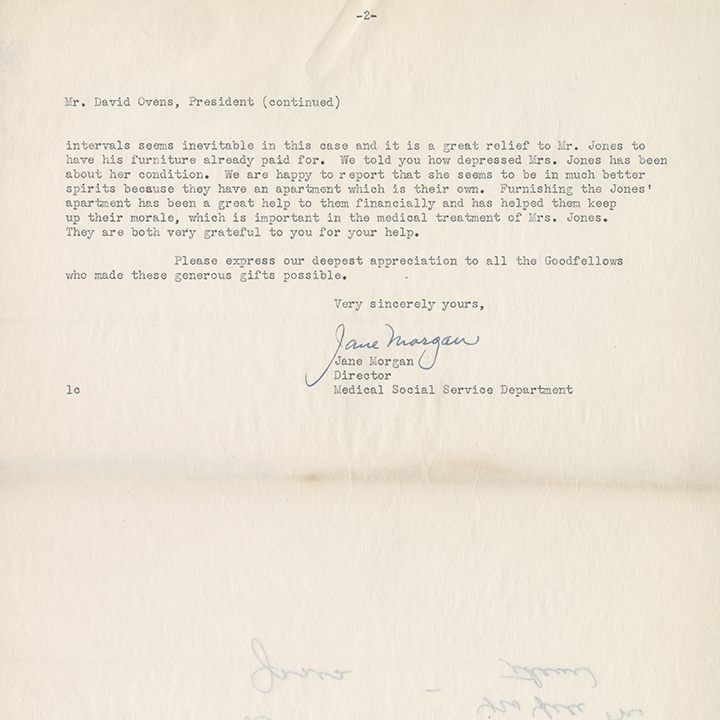 -2-
Mr. David Ovens, President (continued)
intervals seems inevitable in this case and it is a great relief to Mr. Jones to
have his furniture already paid for. We told you how depressed Mrs. Jones has been
about her condition. We are happy to report that she seems to be in much better
spirits because they have an apartment which is their own. Furnishing the Jones'
apartment has been a great help to them financially and has helped them keep
up their morale, which is important in the medical treatment of Mrs. Jones.
They are both very grateful to you for your help.
Please express our deepest appreciation to all the Goodfellows
who made these generous gifts possible.
Very sincerely yours,
Jane Morgan
Jane Morgan
Director
lc Medical Social Service Department